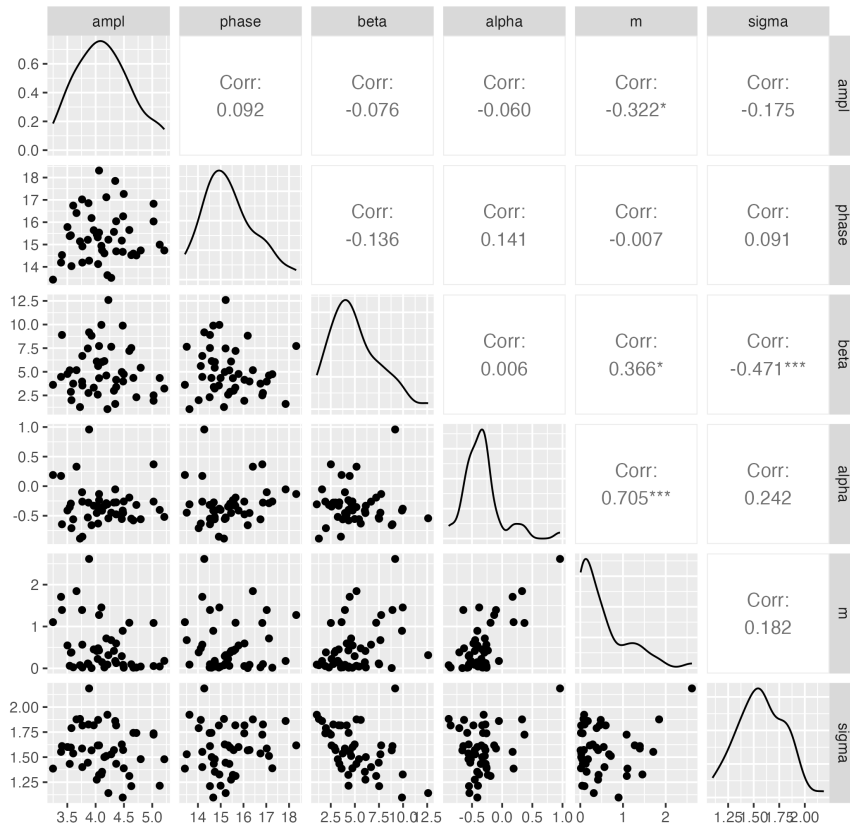 ampl phase beta alpha m sigma
0.6
0.4
0.2
0.0
Corr:
0.092
Corr:
-0.076
Corr:
-0.060
Corr:
-0.322*
Corr:
-0.175
ampl
18
17
16
15
14
Corr:
-0.136
Corr:
0.141
Corr:
-0.007
Corr:
0.091
phase
12.5
10.0
7.5
5.0
2.5
Corr:
0.006
Corr:
0.366*
Corr:
-0.471***
beta
1.0
0.5
0.0
-0.5
Corr:
0.705***
Corr:
0.242
alpha
2
1
0
Corr:
0.182
m
2.00
1.75
1.50
1.25
sigma
3.5 4.0 4.5 5.0
14 15 16 17 18
2.5 5.0 7.5 10.0 12.5
-0.5 0.0 0.5 1.0
0 1 2
1.25 1.50 1.75 2.00